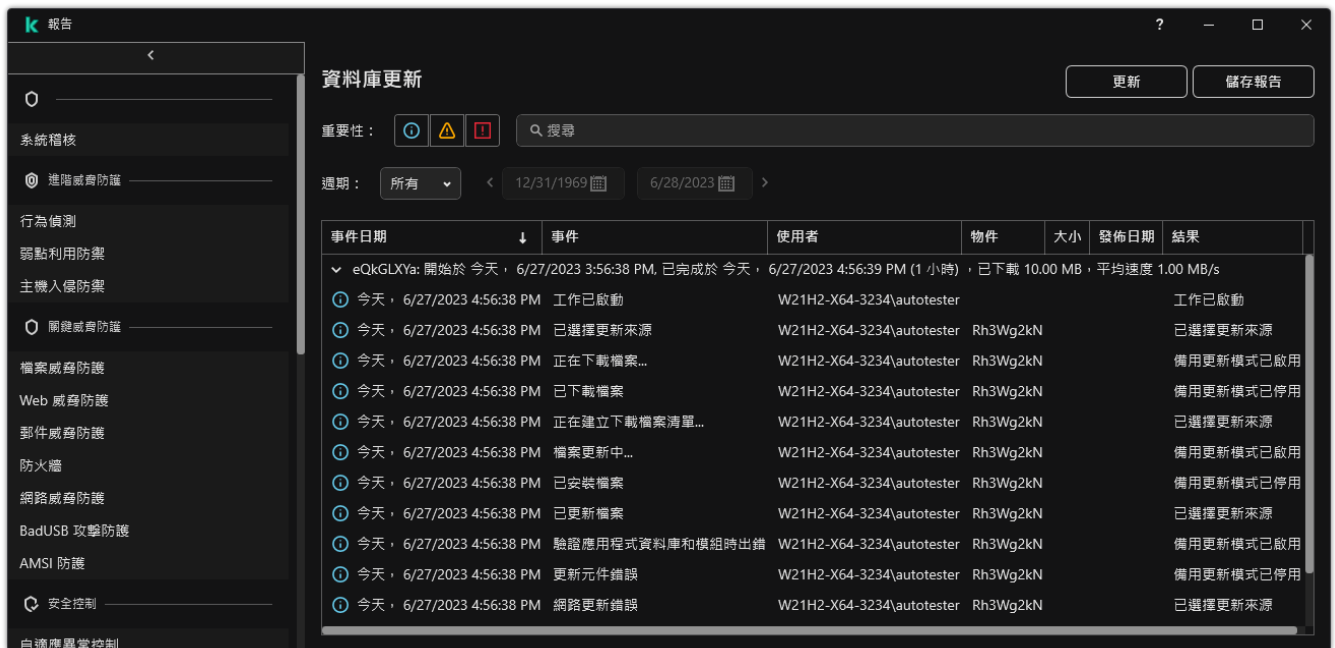 報告
?
系統稽核
進階威脅防護
行為偵測
弱點利用防禦
主機入侵防禦
關鍵威脅防護
檔案威脅防護
Web 威脅防護
郵件威脅防護
防火牆
網路威脅防護
BadUSB 攻擊防護
AMSI 防護
安全控制
自適應異常控制
資料庫更新
更新 儲存報告
重要性： 搜尋
週期： 所有 12/31/1969 6/28/2023
事件日期 ↓ 事件 使用者 物件 大小 發佈日期 結果
eQkGLXYa: 開始於 今天， 6/27/2023 3:56:38 PM, 已完成於 今天， 6/27/2023 4:56:39 PM (1 小時) ，已下載 10.00 MB，平均速度 1.00 MB/s
今天， 6/27/2023 4:56:38 PM 工作已啟動 W21H2-X64-3234\autotester 工作已啟動
今天， 6/27/2023 4:56:38 PM 已選擇更新來源 W21H2-X64-3234\autotester Rh3Wg2kN 已選擇更新來源
今天， 6/27/2023 4:56:38 PM 正在下載檔案... W21H2-X64-3234\autotester Rh3Wg2kN 備用更新模式已啟用
今天， 6/27/2023 4:56:38 PM 已下載檔案 W21H2-X64-3234\autotester Rh3Wg2kN 備用更新模式已停用
今天， 6/27/2023 4:56:38 PM 正在建立下載檔案清單... W21H2-X64-3234\autotester Rh3Wg2kN 已選擇更新來源
今天， 6/27/2023 4:56:38 PM 檔案更新中... W21H2-X64-3234\autotester Rh3Wg2kN 備用更新模式已啟用
今天， 6/27/2023 4:56:38 PM 已安裝檔案 W21H2-X64-3234\autotester Rh3Wg2kN 備用更新模式已停用
今天， 6/27/2023 4:56:38 PM 已更新檔案 W21H2-X64-3234\autotester Rh3Wg2kN 已選擇更新來源
今天， 6/27/2023 4:56:38 PM 驗證應用程式資料庫和模組時出錯 W21H2-X64-3234\autotester Rh3Wg2kN 備用更新模式已啟用
今天， 6/27/2023 4:56:38 PM 更新元件錯誤 W21H2-X64-3234\autotester Rh3Wg2kN 備用更新模式已停用
今天， 6/27/2023 4:56:38 PM 網路更新錯誤 W21H2-X64-3234\autotester Rh3Wg2kN 已選擇更新來源